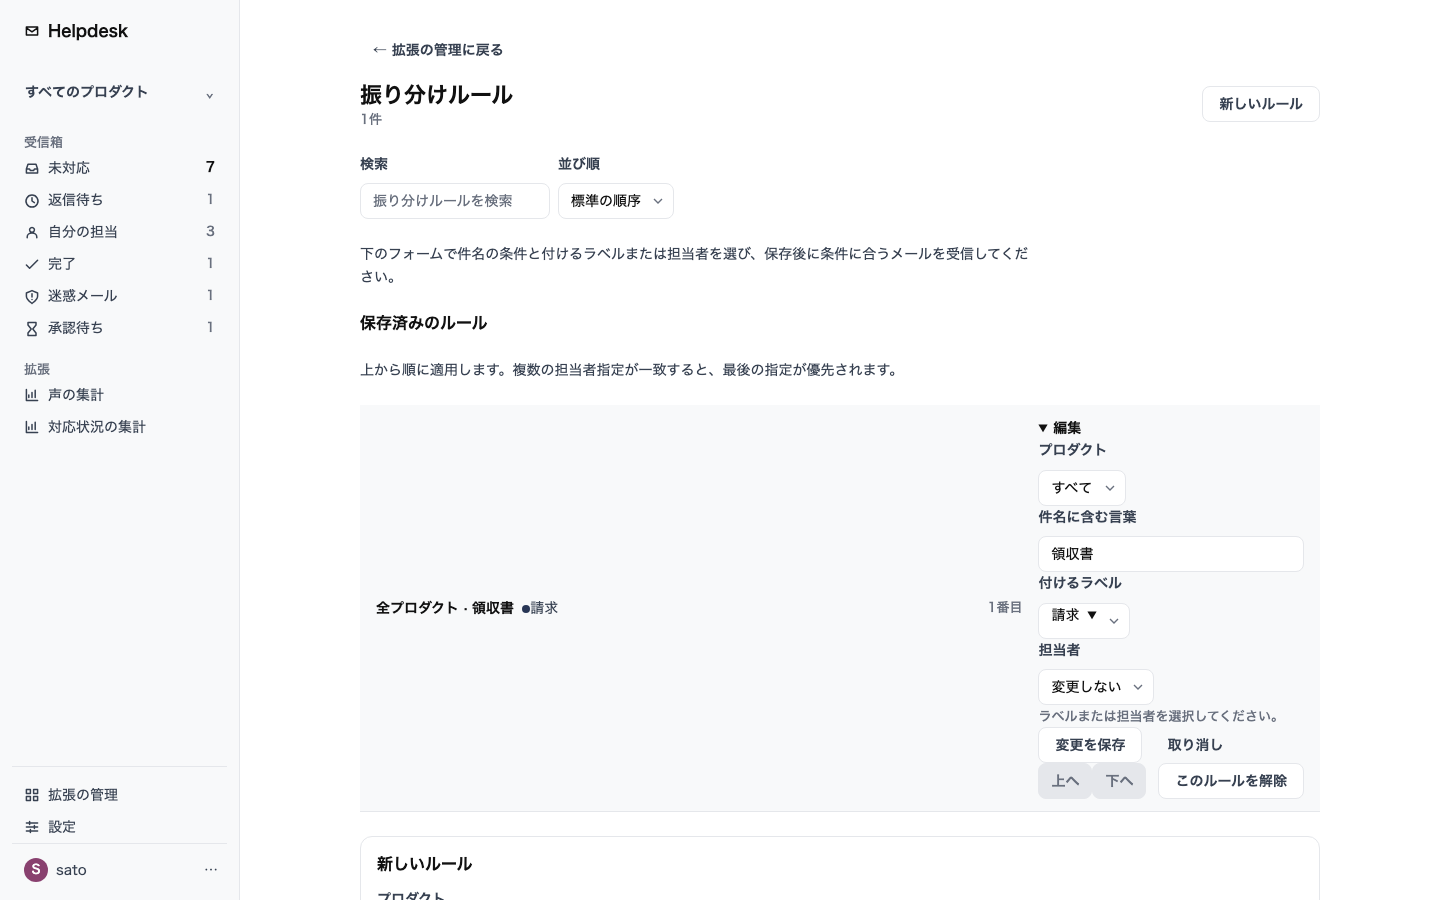 Helpdesk
すべてのプロダクト
受信箱
未対応 7
返信待ち 1
自分の担当 3
完了 1
迷惑メール 1
承認待ち 1
拡張
声の集計
対応状況の集計
拡張の管理
設定
S sato ...
← 拡張の管理に戻る
振り分けルール
1件
新しいルール
検索 並び順
振り分けルールを検索 標準の順序
下のフォームで件名の条件と付けるラベルまたは担当者を選び、保存後に条件に合うメールを受信してくだ
さい。
保存済みのルール
上から順に適用します。複数の担当者指定が一致すると、最後の指定が優先されます。
全プロダクト · 領収書 ●請求 1番目
▼ 編集
プロダクト
すべて
件名に含む言葉
領収書
付けるラベル
請求 ▼
担当者
変更しない
ラベルまたは担当者を選択してください。
変更を保存 取り消し
上へ 下へ このルールを解除
新しいルール
プロダクト